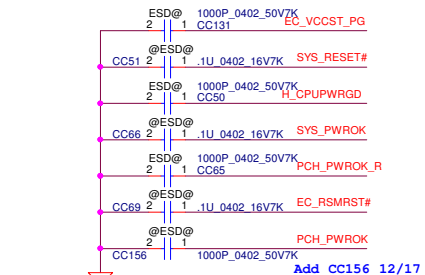 ESD@ 1000P_0402_50V7K
2 1 CC131 EC_VCCST_PG
@ESD@
CC51 2 1 .1U_0402_16V7K SYS_RESET#
ESD@ 1000P_0402_50V7K
2 1 CC50 H_CPUPWRGD
@ESD@
CC66 2 1 .1U_0402_16V7K SYS_PWROK
ESD@ 1000P_0402_50V7K
2 1 CC65 PCH_PWROK_R
@ESD@
CC69 2 1 .1U_0402_16V7K EC_RSMRST#
@ESD@
2 1 PCH_PWROK
CC156 1000P_0402_50V7K
Add CC156 12/17